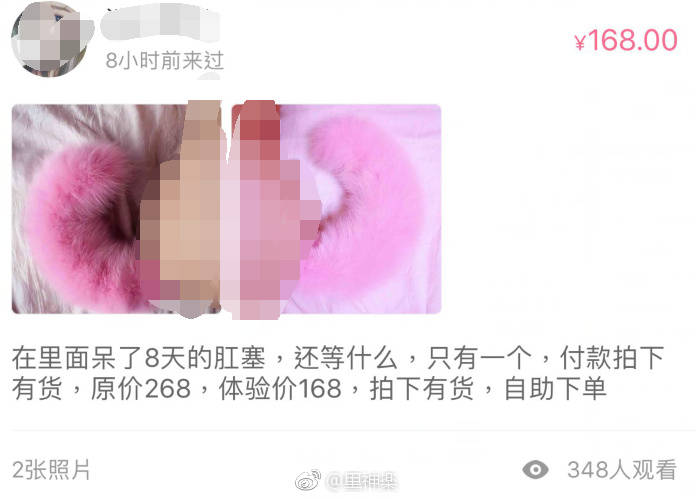 ¥168.00
8小时前来过
在里面呆了8天的肛塞，还等什么，只有一个，付款拍下
有货，原价268，体验价168，拍下有货，自助下单
2张照片
348人观看
@里神楽